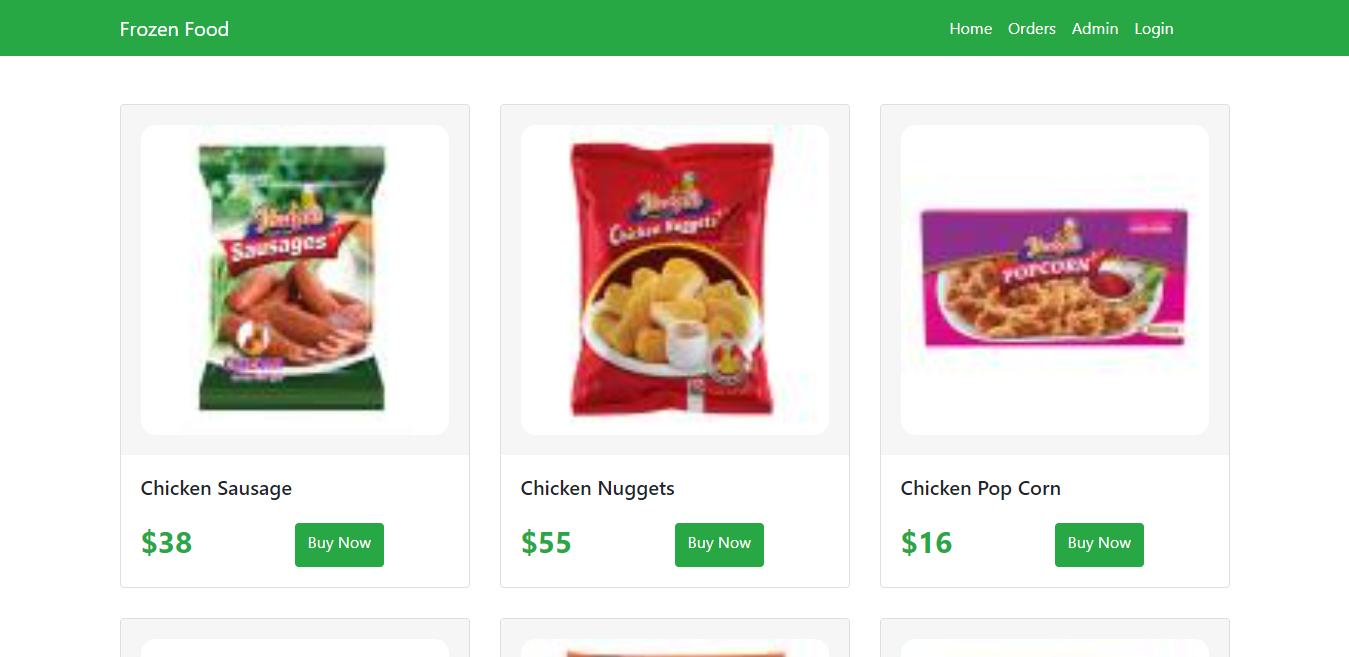 Frozen Food
Home Orders Admin Login
Sausages
Chicken Nuggets
POPCORN
Chicken Sausage
Chicken Nuggets
Chicken Pop Corn
$38 Buy Now
$55 Buy Now
$16 Buy Now